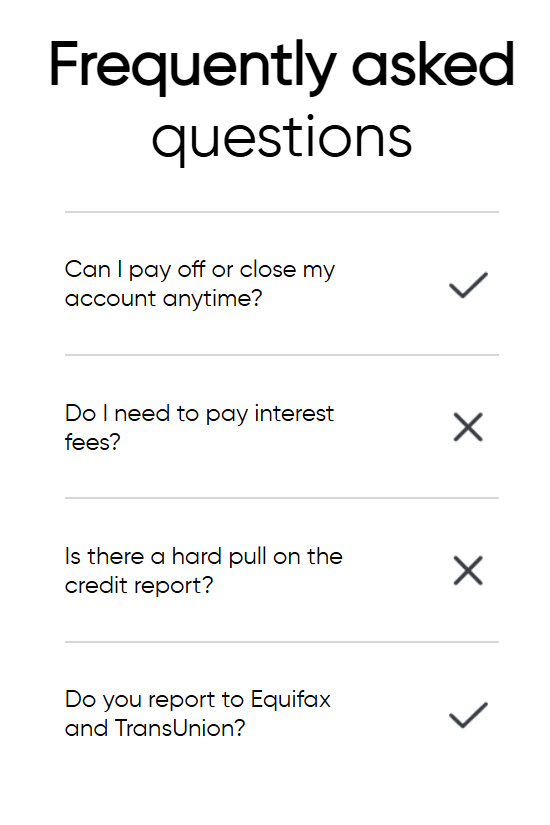 Frequently asked
questions
Can I pay off or close my
account anytime?
Do I need to pay interest
fees?
Is there a hard pull on the
credit report?
Do you report to Equifax
and TransUnion?